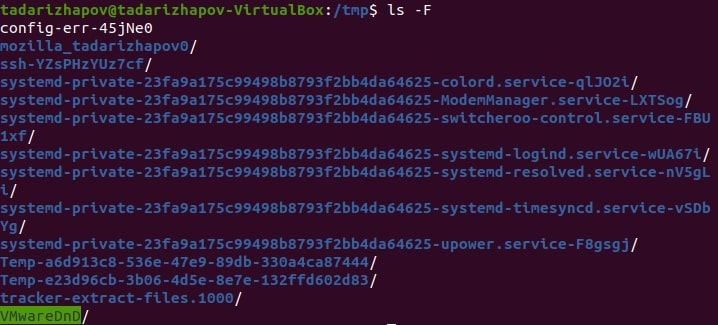 tadarizhapov@tadarizhapov-VirtualBox:/tmp$ ls -F
config-err-45jNe0
mozilla_tadarizhapov0/
ssh-YZsPHzYUz7cf/
systemd-private-23fa9a175c99498b8793f2bb4da64625-colord.service-qlJO2i/
systemd-private-23fa9a175c99498b8793f2bb4da64625-ModemManager.service-LXTSog/
systemd-private-23fa9a175c99498b8793f2bb4da64625-switcheroo-control.service-FBU
1xf/
systemd-private-23fa9a175c99498b8793f2bb4da64625-systemd-logind.service-wUA67i/
systemd-private-23fa9a175c99498b8793f2bb4da64625-systemd-resolved.service-nV5gL
i/
systemd-private-23fa9a175c99498b8793f2bb4da64625-systemd-timesyncd.service-vSDb
Yg/
systemd-private-23fa9a175c99498b8793f2bb4da64625-upower.service-F8gsgj/
Temp-a6d913c8-536e-47e9-89db-330a4ca87444/
Temp-e23d96cb-3b06-4d5e-8e7e-132ffd602d83/
tracker-extract-files.1000/
VMwareDnD/